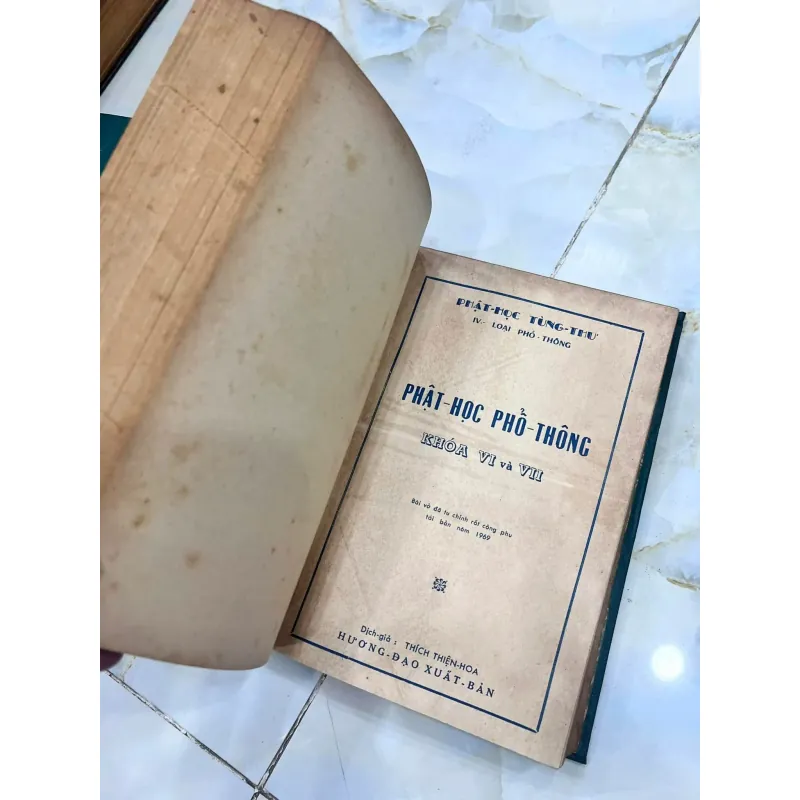 PHẬT-HỌC TÙNG-THƯ
IV.- LOẠI PHỔ-THÔNG
PHẬT-HỌC PHỔ-THÔNG
KHÓA VI và VII
Bài vở đã tu chỉnh rất công phu
tái bản năm 1969
Dịch-giả : THÍCH THIỆN-HOA
HƯƠNG-ĐẠO XUẤT-BẢN